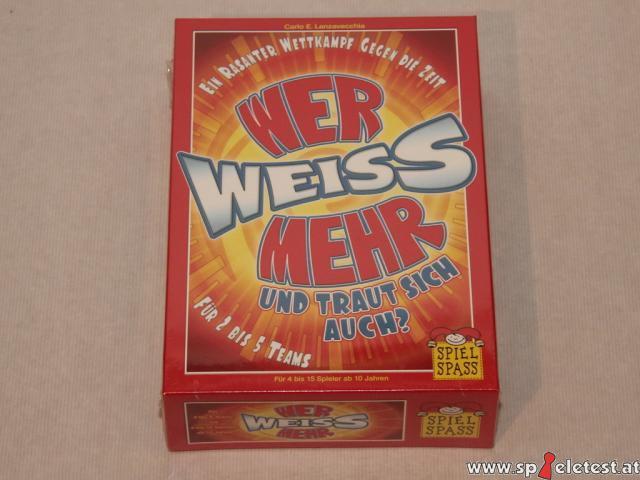 Carlo E. Lanzavecchia
EIN RASANTER WETTKAMPF GEGEN DIE ZEIT
WER
WEISS
MEHR
UND TRAUT SICH
AUCH?
FÜR 2 BIS 5 TEAMS
SPIEL
SPASS
Für 4 bis 15 Spieler ab 10 Jahren
WER
WEISS
MEHR
SPIEL
SPASS
www.spieletest.at